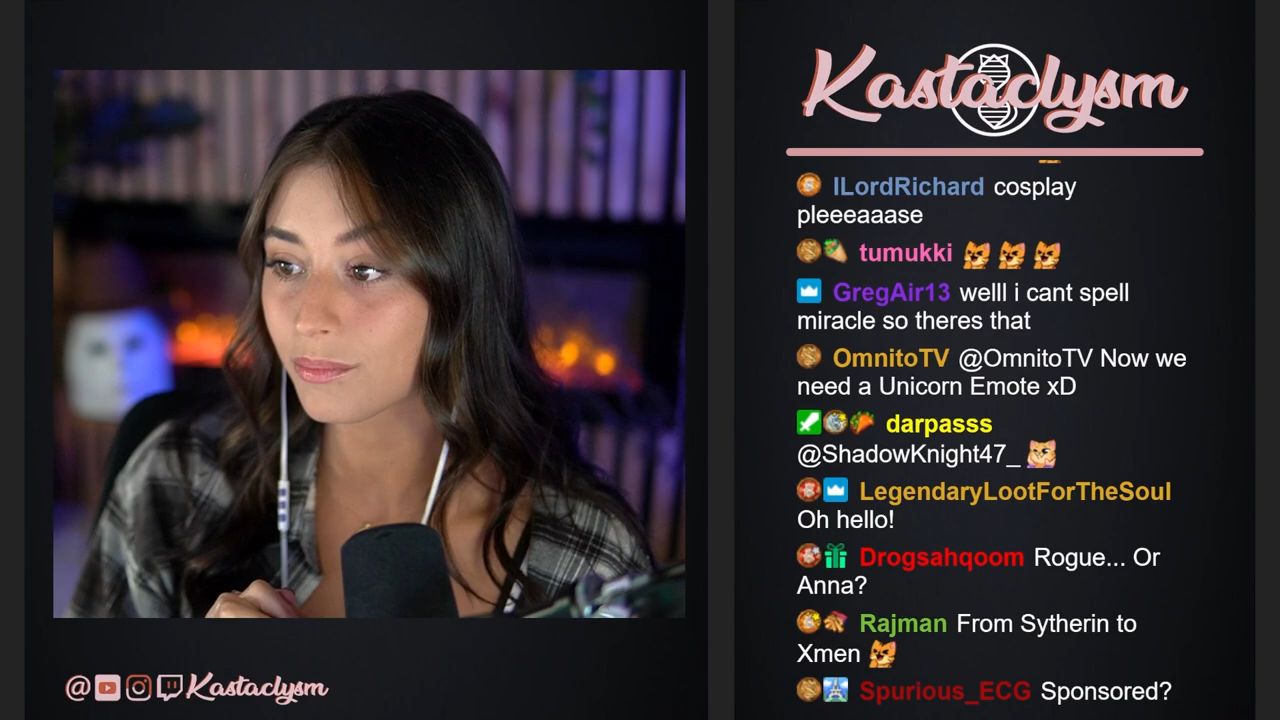 Kastaclysm
ILordRichard cosplay
pleeeaaase
tumukki
GregAir13 welll i cant spell
miracle so theres that
OmnitoTV @OmnitoTV Now we
need a Unicorn Emote xD
darpasss
@ShadowKnight47_
LegendaryLootForTheSoul
Oh hello!
Drogsahqoom Rogue... Or
Anna?
Rajman From Sytherin to
Xmen
Spurious_ECG Sponsored?
@ Kastaclysm